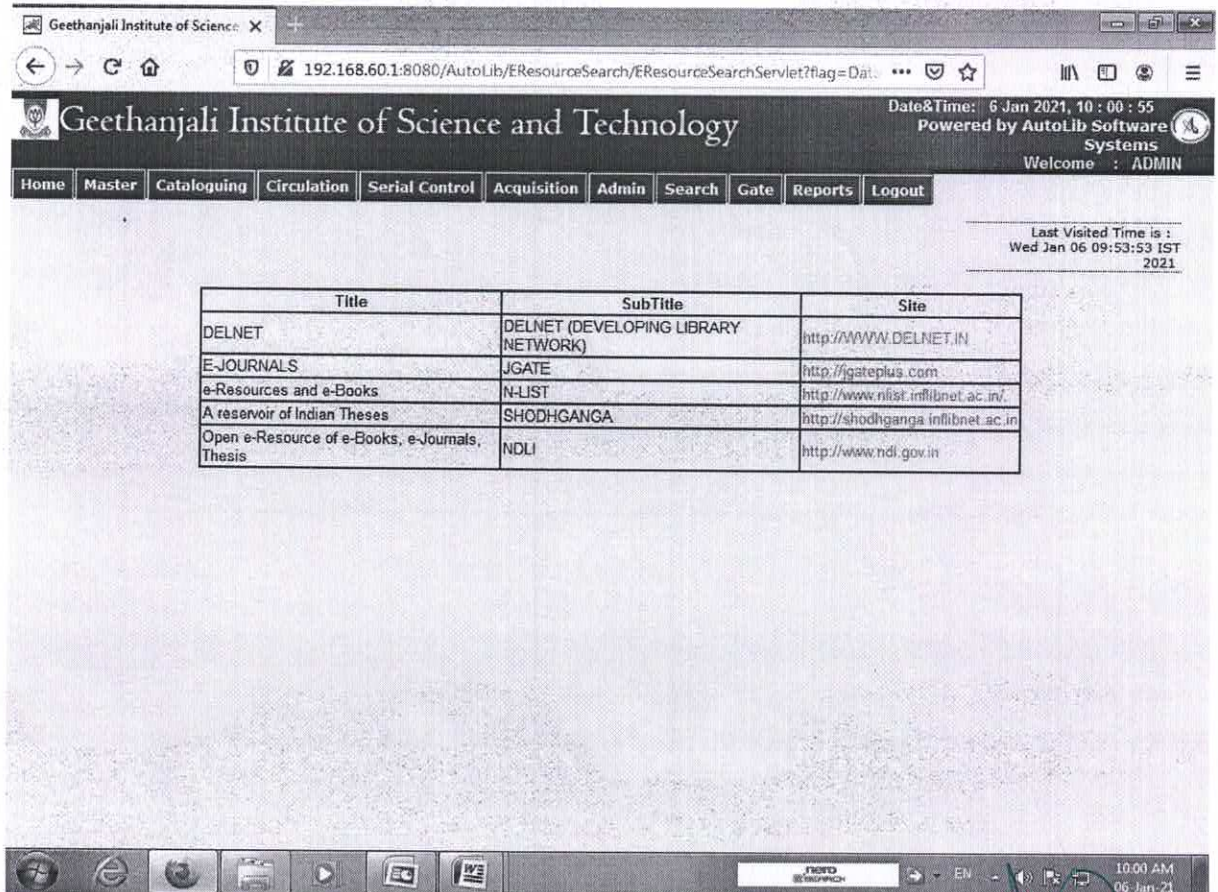 Geethanjali Institute of Science
192.168.60.1:8080/AutoLib/EResourceSearch/EResourceSearchServlet?flag=Dat
Geethanjali Institute of Science and Technology
Date&Time: 6 Jan 2021, 10 : 00 : 55
Powered by AutoLib Software
Systems
Welcome : ADMIN
Home Master Cataloguing Circulation Serial Control Acquisition Admin Search Gate Reports Logout
Last Visited Time is :
Wed Jan 06 09:53:53 IST
2021
Title SubTitle Site
DELNET DELNET (DEVELOPING LIBRARY
NETWORK) http://WWW.DELNET.IN
E-JOURNALS JGATE http://jgateplus.com
e-Resources and e-Books N-LIST http://www.nlist.inflibnet.ac.in/.
A reservoir of Indian Theses SHODHGANGA http://shodhganga.inflibnet.ac.in
Open e-Resource of e-Books, e-Journals,
Thesis NDLI http://www.ndl.gov.in
nero
EN
10:00 AM
06-Jan-21